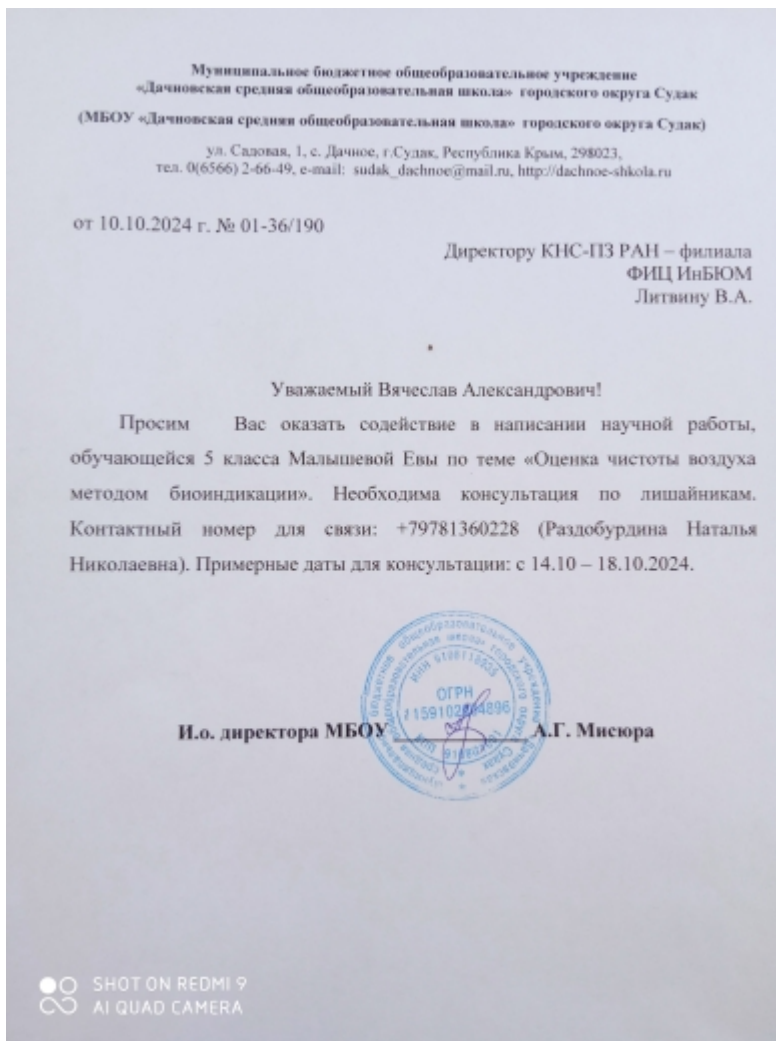 Муниципальное бюджетное общеобразовательное учреждение
«Дачновская средняя общеобразовательная школа» городского округа Судак
(МБОУ «Дачновская средняя общеобразовательная школа» городского округа Судак)
ул. Садовая, 1, с. Дачное, г.Судак, Республика Крым, 298023,
тел. 0(6566) 2-66-49, e-mail: sudak_dachnoe@mail.ru, http://dachnoe-shkola.ru
от 10.10.2024 г. № 01-36/190
Директору КНС-ПЗ РАН – филиала
ФИЦ ИнБЮМ
Литвину В.А.
Уважаемый Вячеслав Александрович!
Просим Вас оказать содействие в написании научной работы,
обучающейся 5 класса Малышевой Евы по теме «Оценка чистоты воздуха
методом биоиндикации». Необходима консультация по лишайникам.
Контактный номер для связи: +79781360228 (Раздобурдина Наталья
Николаевна). Примерные даты для консультации: с 14.10 – 18.10.2024.
ОГРН
И.о. директора МБОУ А.Г. Мисюра
SHOT ON REDMI 9
AI QUAD CAMERA